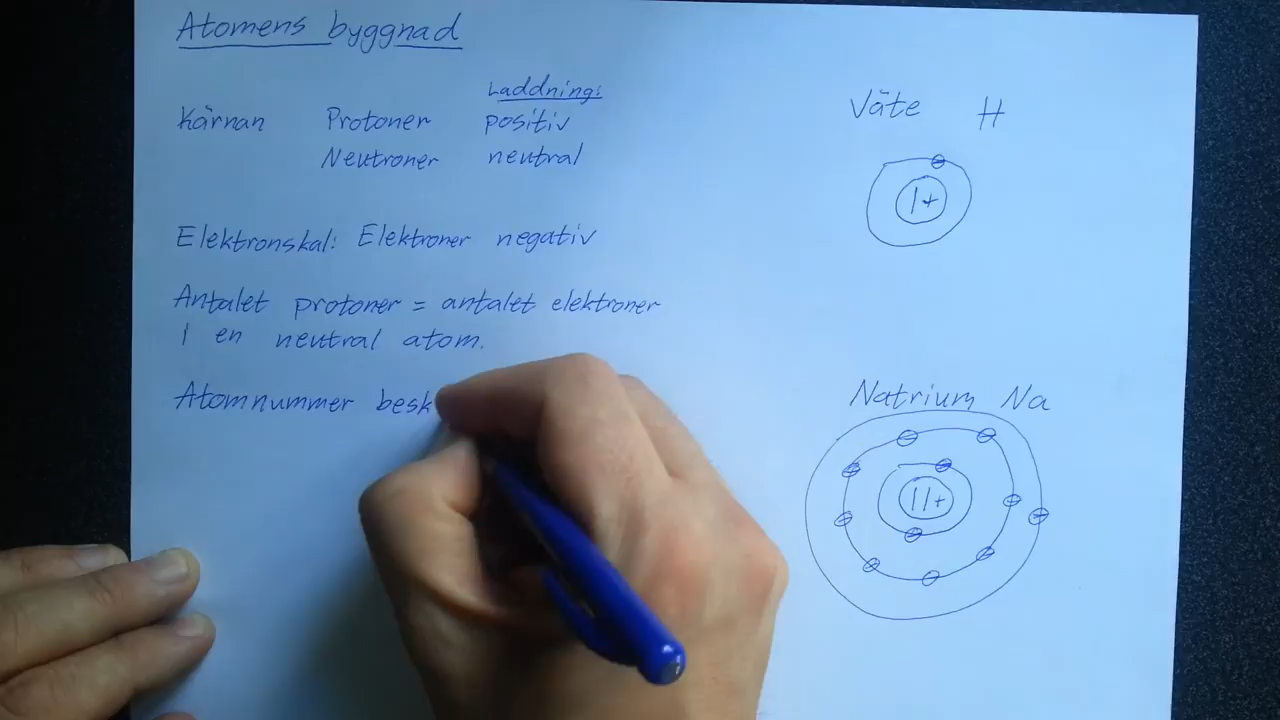 Atomens byggnad
Laddning:
Kärnan Protoner positiv
Neutroner neutral
Elektronskal: Elektroner negativ
Antalet protoner = antalet elektroner
I en neutral atom.
Atomnummer besk
Väte H
1+
Natrium Na
11+